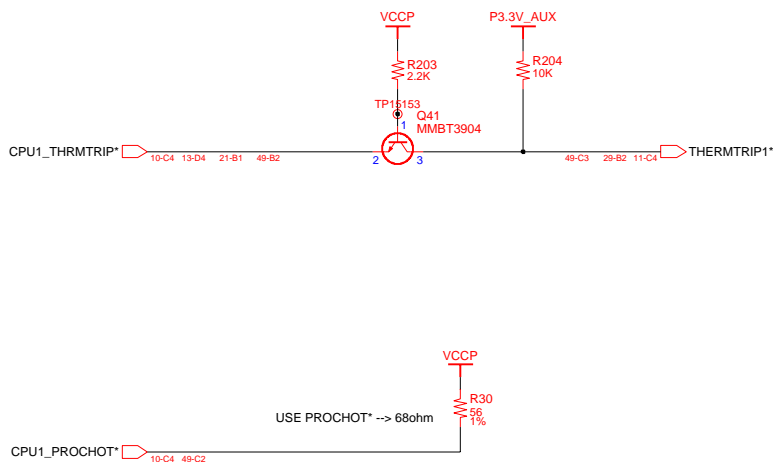 VCCP
P3.3V_AUX
R203
2.2K
R204
10K
TP15153
Q41
MMBT3904
1
CPU1_THRMTRIP*
10-C4 13-D4 21-B1 49-B2
2
3
49-C3 29-B2 11-C4
THERMTRIP1*
VCCP
R30
56
1%
USE PROCHOT* --> 68ohm
CPU1_PROCHOT*
10-C4 49-C2